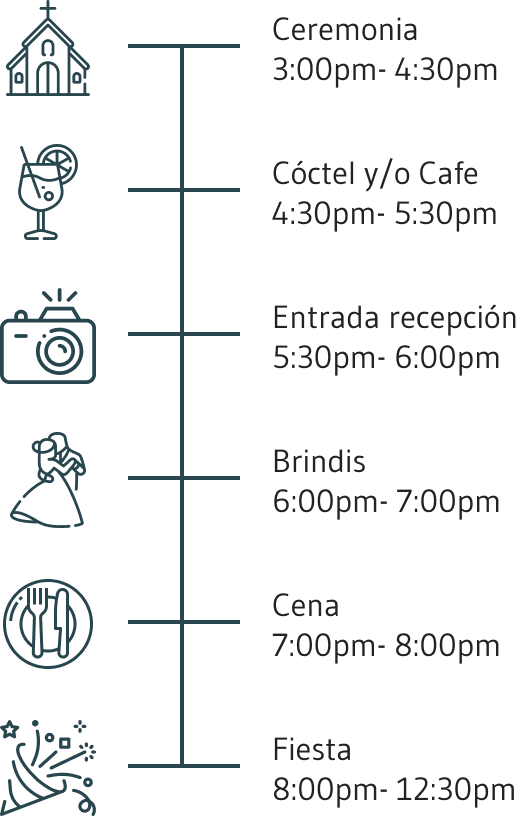 Ceremonia
3:00pm- 4:30pm
Cóctel y/o Cafe
4:30pm- 5:30pm
Entrada recepción
5:30pm- 6:00pm
Brindis
6:00pm- 7:00pm
Cena
7:00pm- 8:00pm
Fiesta
8:00pm- 12:30pm